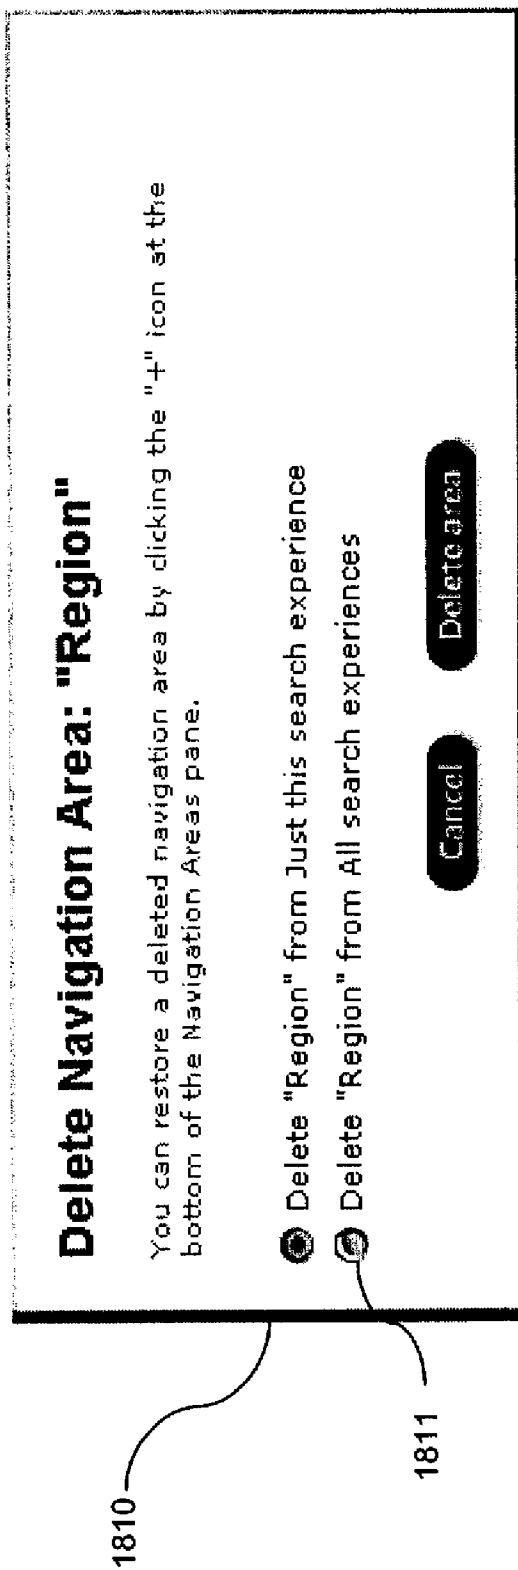 Delete Navigation Area: "Region"
You can restore a deleted navigation area by clicking the "+" icon at the
bottom of the Navigation Areas pane.
Delete "Region" from Just this search experience
Delete "Region" from All search experiences
Cancel Delete area
1810
1811